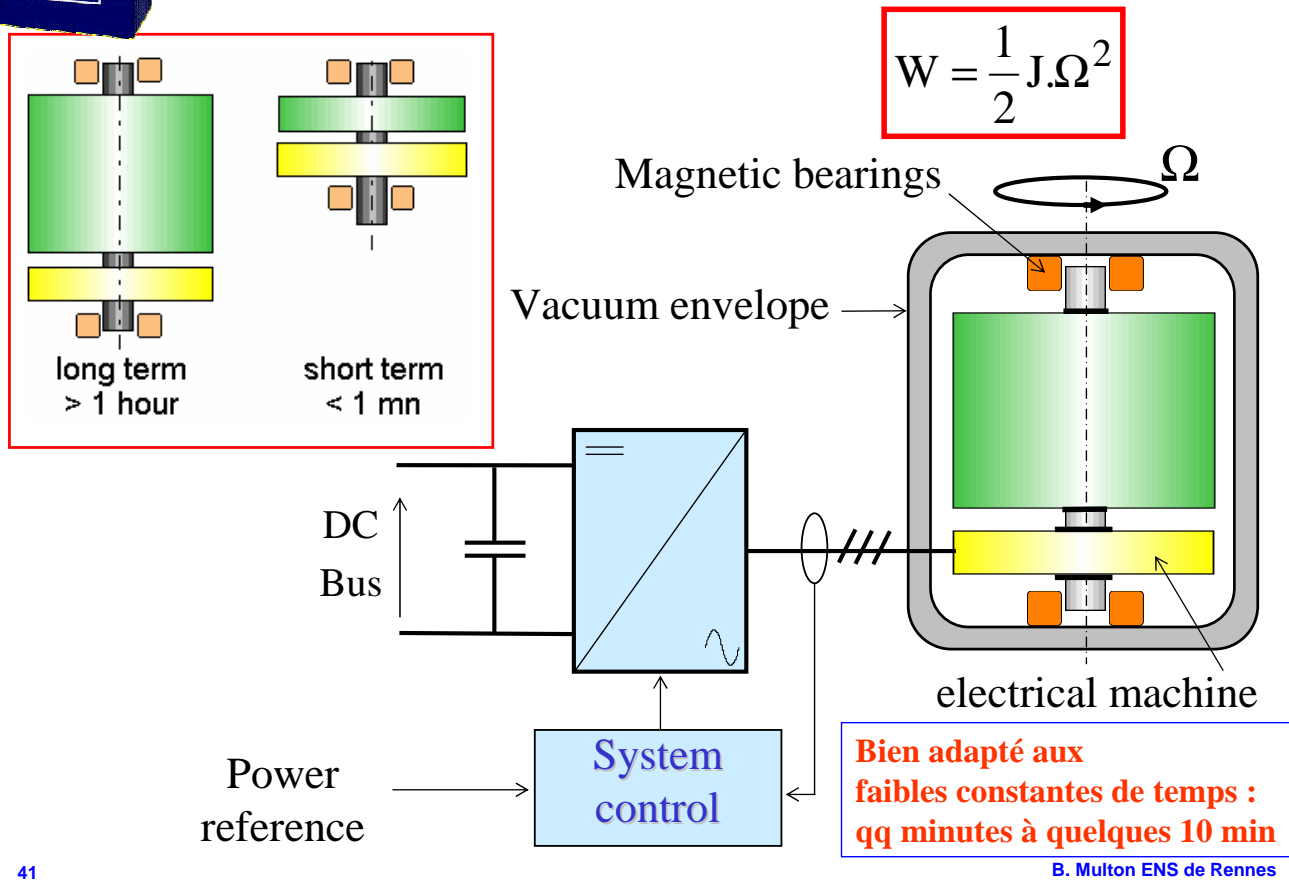 W = 1/2 J.Ω²
Magnetic bearings
Ω
Vacuum envelope
long term
> 1 hour
short term
< 1 mn
DC
Bus
electrical machine
System
control
Power
reference
Bien adapté aux
faibles constantes de temps :
qq minutes à quelques 10 min
41
B. Multon ENS de Rennes